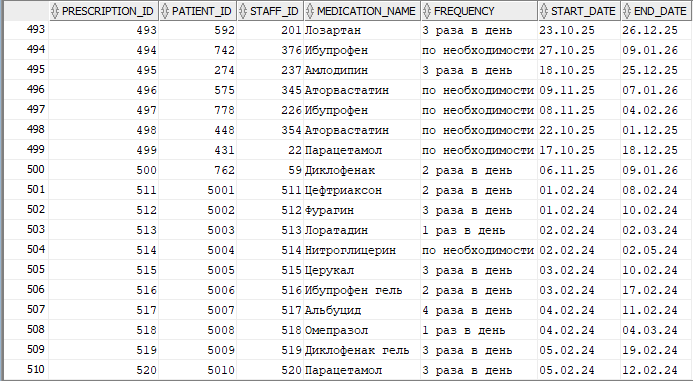 PRESCRIPTION_ID PATIENT_ID STAFF_ID MEDICATION_NAME FREQUENCY START_DATE END_DATE
493 493 592 201 Лозартан 3 раза в день 23.10.25 26.12.25
494 494 742 376 Ибупрофен по необходимости 27.10.25 09.01.26
495 495 274 237 Амлодипин 3 раза в день 18.10.25 25.12.25
496 496 575 345 Аторвастатин по необходимости 09.11.25 07.01.26
497 497 778 226 Ибупрофен по необходимости 08.11.25 04.02.26
498 498 448 354 Аторвастатин по необходимости 22.10.25 01.12.25
499 499 431 22 Парацетамол по необходимости 17.10.25 18.12.25
500 500 762 59 Диклофенак 2 раза в день 06.11.25 09.01.26
501 511 5001 511 Цефтриаксон 2 раза в день 01.02.24 08.02.24
502 512 5002 512 Фурагин 3 раза в день 01.02.24 10.02.24
503 513 5003 513 Лоратадин 1 раз в день 02.02.24 02.03.24
504 514 5004 514 Нитроглицерин по необходимости 02.02.24 02.05.24
505 515 5005 515 Церукал 3 раза в день 03.02.24 10.02.24
506 516 5006 516 Ибупрофен гель 2 раза в день 03.02.24 17.02.24
507 517 5007 517 Альбуцид 4 раза в день 04.02.24 11.02.24
508 518 5008 518 Омепразол 1 раз в день 04.02.24 04.03.24
509 519 5009 519 Диклофенак гель 3 раза в день 05.02.24 19.02.24
510 520 5010 520 Парацетамол 3 раза в день 05.02.24 12.02.24